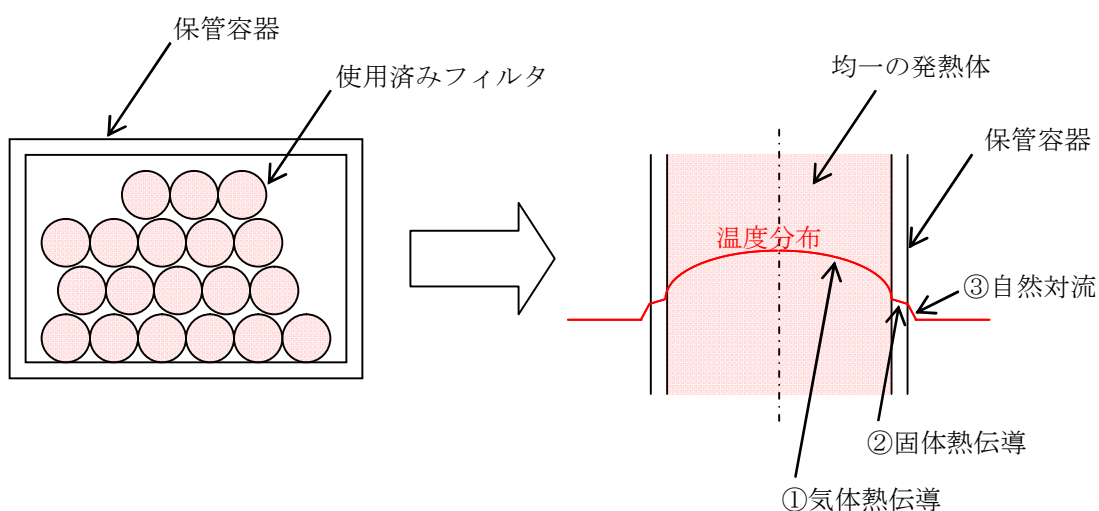 保管容器
使用済みフィルタ
均一の発熱体
保管容器
温度分布
③自然対流
②固体熱伝導
①気体熱伝導